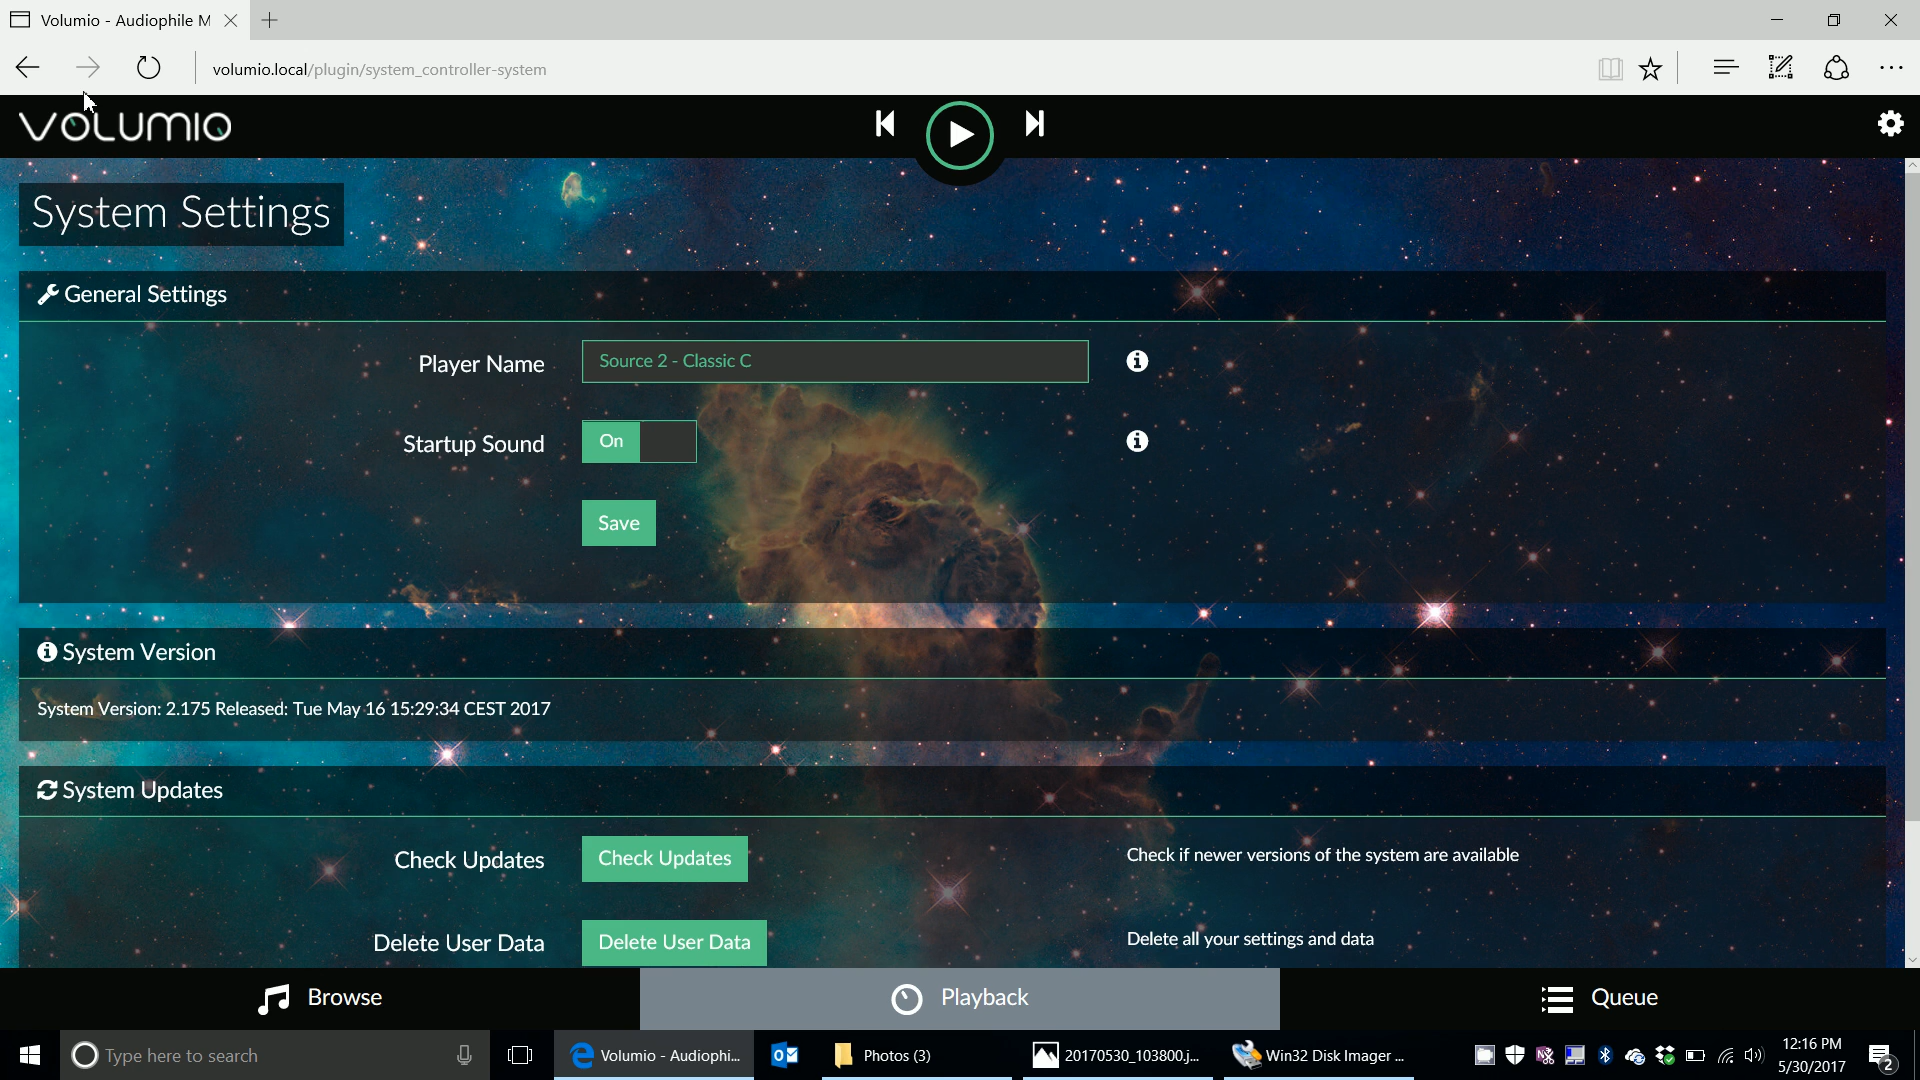 Volumio - Audiophile M
volumio.local/plugin/system_controller-system
VOLUMIO
System Settings
General Settings
Player Name
Source 2 - Classic C
Startup Sound
On
Save
System Version
System Version: 2.175 Released: Tue May 16 15:29:34 CEST 2017
System Updates
Check Updates
Check Updates
Check if newer versions of the system are available
Delete User Data
Delete User Data
Delete all your settings and data
Browse
Playback
Queue
Type here to search
Volumio - Audiophi...
Photos (3)
20170530_103800.j...
Win32 Disk Imager ...
12:16 PM
5/30/2017
2